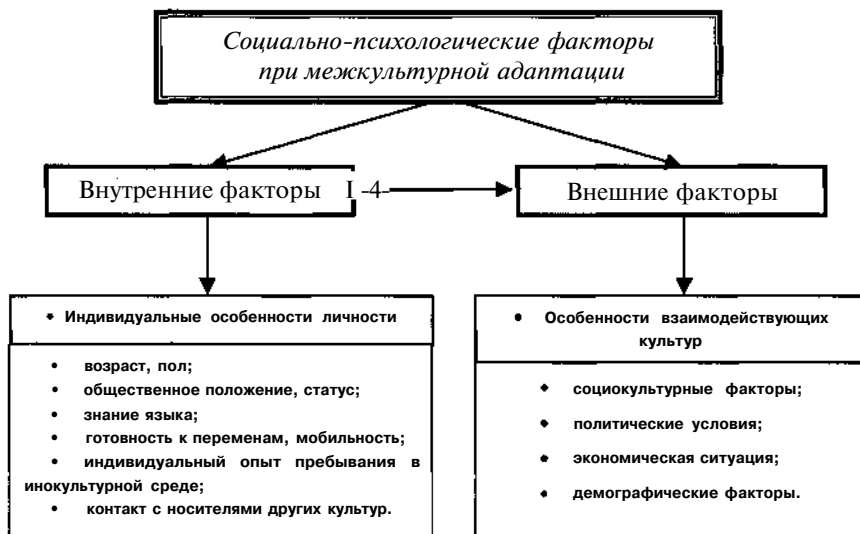 Социально-психологические факторы
при межкультурной адаптации
Внутренние факторы I -4-
Внешние факторы
• Индивидуальные особенности личности
• возраст, пол;
• общественное положение, статус;
• знание языка;
• готовность к переменам, мобильность;
• индивидуальный опыт пребывания в
инокультурной среде;
• контакт с носителями других культур.
• Особенности взаимодействующих
культур
• социокультурные факторы;
• политические условия;
• экономическая ситуация;
• демографические факторы.